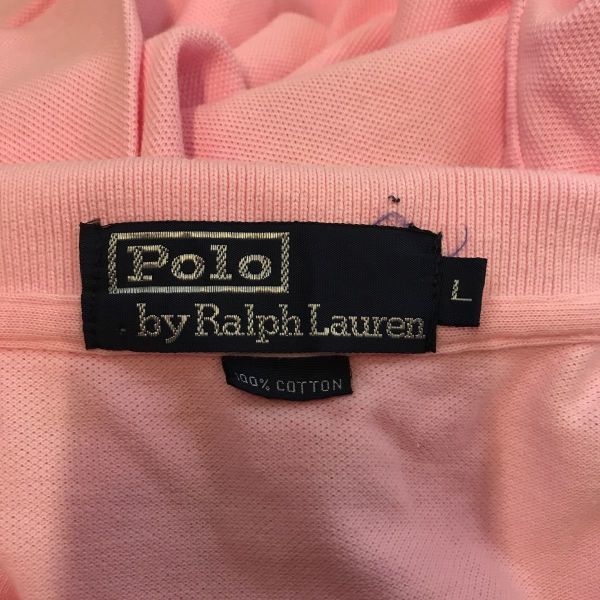 Polo
by Ralph Lauren
L
100% COTTON